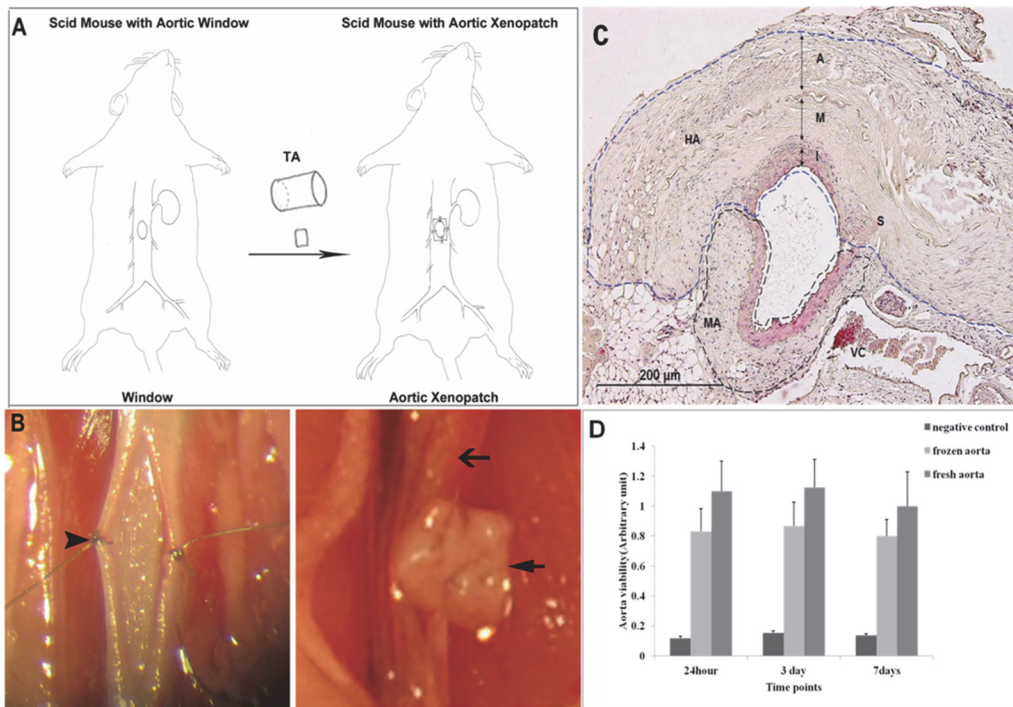 A
Scid Mouse with Aortic Window
Scid Mouse with Aortic Xenopatch
TA
Window
Aortic Xenopatch
B
C
A
M
HA
I
S
MA
VC
200 µm
D
negative control
frozen aorta
fresh aorta
1.4
1.2
1
0.8
0.6
0.4
0.2
0
Aorta viability(Arbitrary unit)
24hour
3 day
7days
Time points